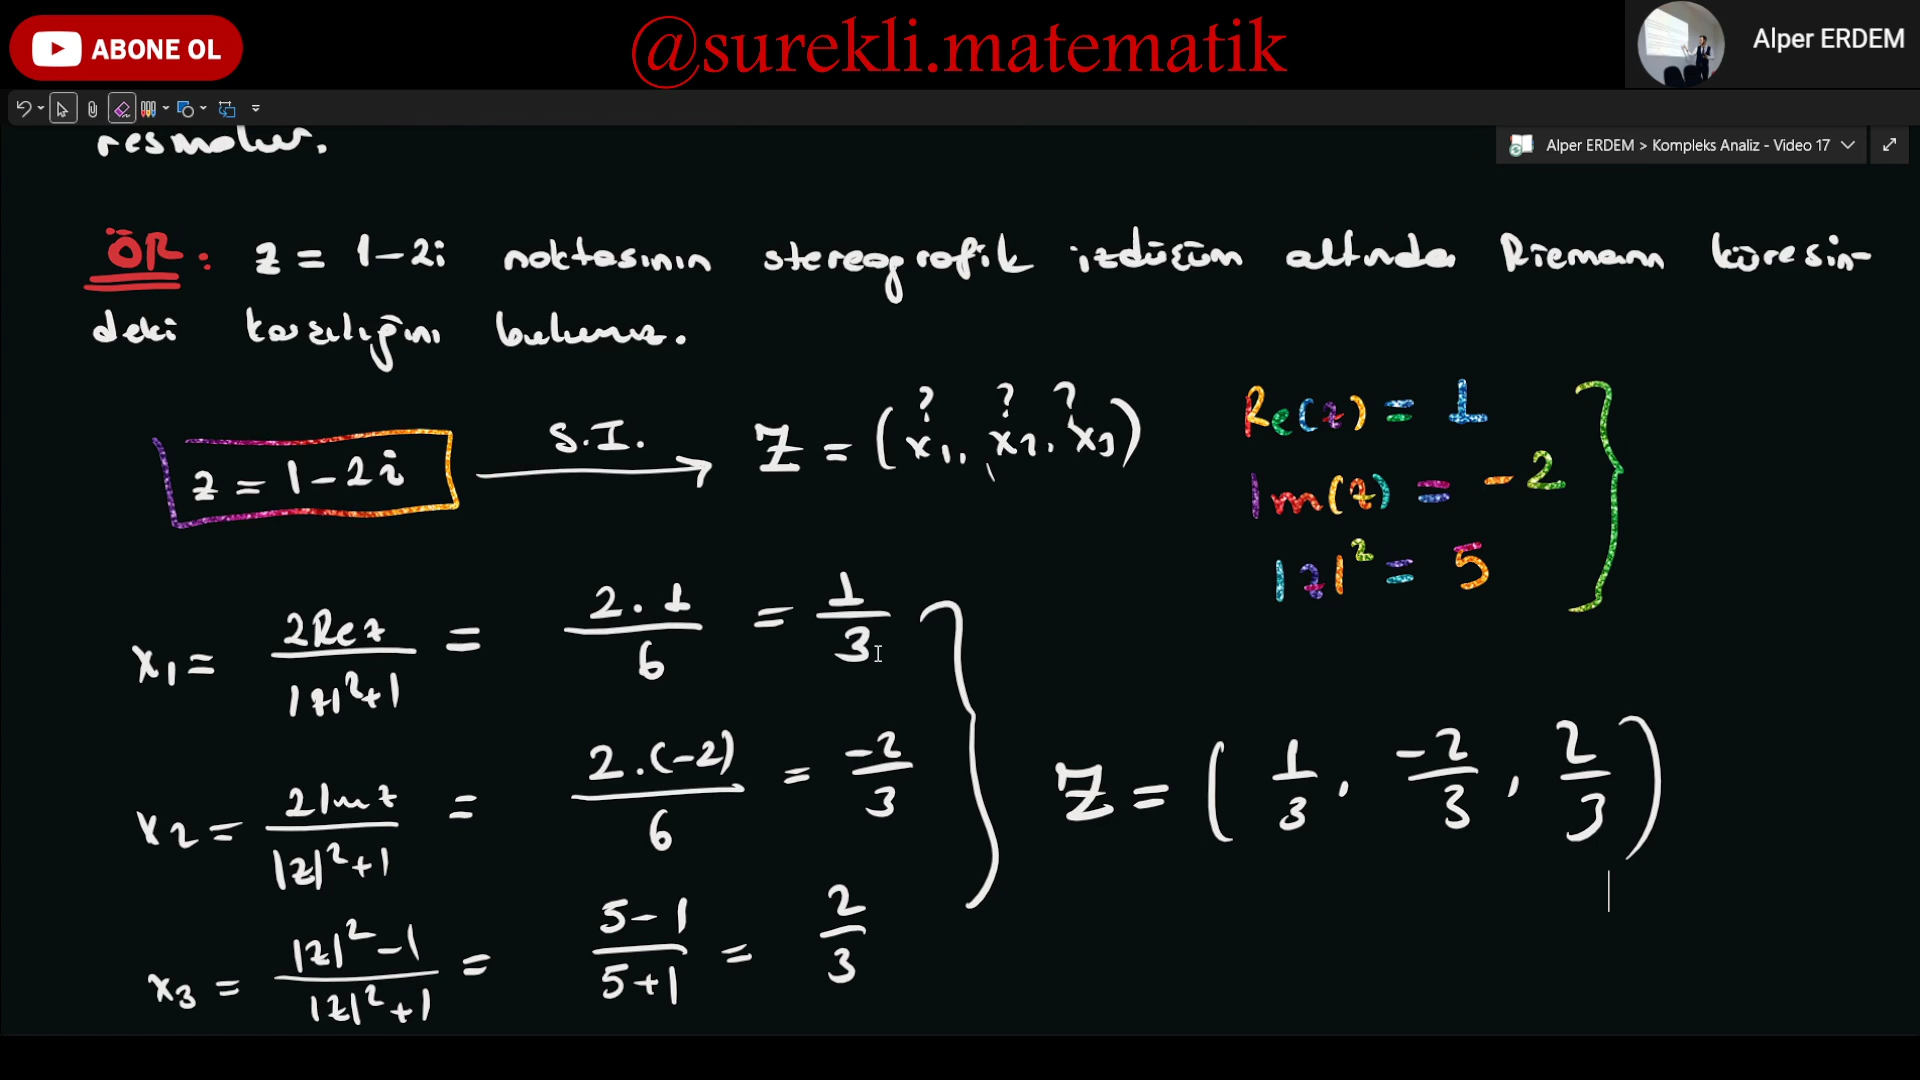 ABONE OL
@surekli.matematik
Alper ERDEM
Alper ERDEM > Kompleks Analiz - Video 17
resmolur.
ÖR: z = 1-2i noktasının stereografik izdüşüm altında Riemann küresin-
deki karşılığını bulunuz.
z = 1-2i S.I. Z = (x₁, x₂, x₃)
? ? ?
Re(z) = 1
Im(z) = -2
|z|² = 5
x₁ = 2Rez / |z|²+1 = 2.1 / 6 = 1/3
x₂ = 2Imz / |z|²+1 = 2.(-2) / 6 = -2/3
x₃ = |z|²-1 / |z|²+1 = 5-1 / 5+1 = 2/3
Z = (1/3, -2/3, 2/3)